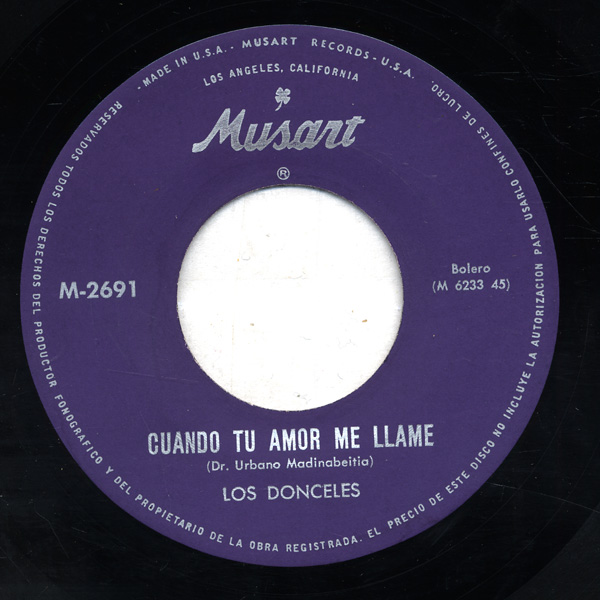 - MADE IN U.S.A. - MUSART RECORDS - U.S.A.
LOS ANGELES, CALIFORNIA
Musart
®
M-2691
Bolero
(M 6233 45)
CUANDO TU AMOR ME LLAME
(Dr. Urbano Madinabeitia)
LOS DONCELES
RESERVADOS TODOS LOS DERECHOS DEL PRODUCTOR FONOGRAFICO Y DEL PROPIETARIO DE LA OBRA REGISTRADA. EL PRECIO DE ESTE DISCO NO INCLUYE LA AUTORIZACION PARA USARLO CONFINES DE LUCRO.